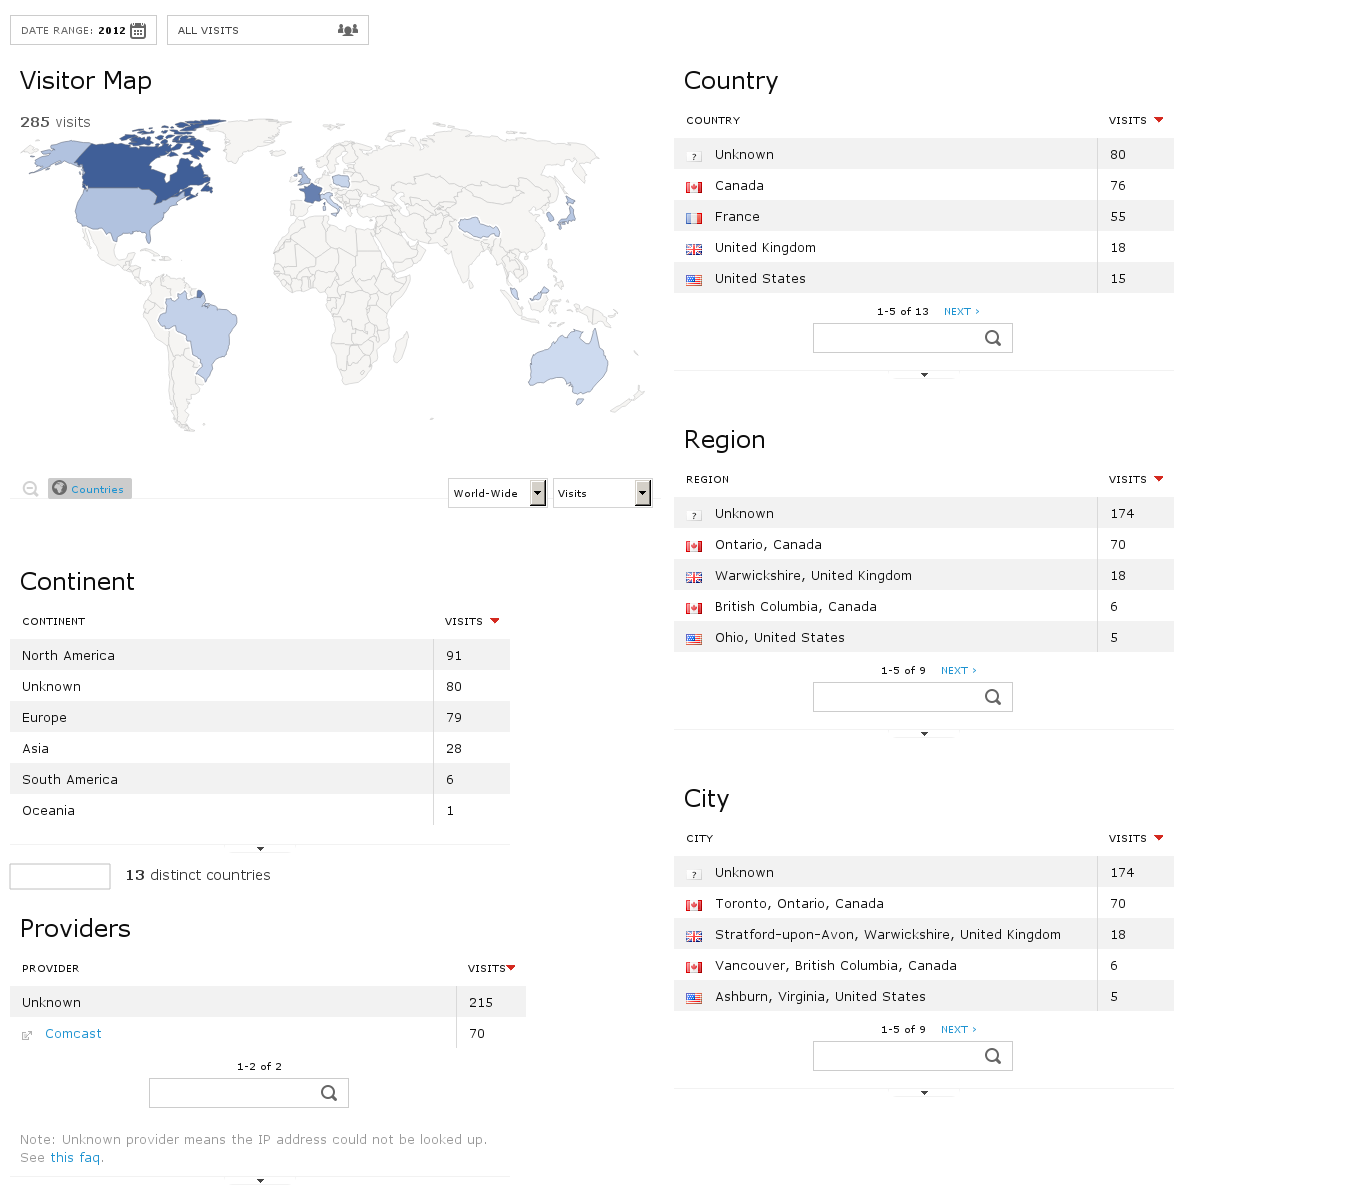 DATE RANGE: 2012
ALL VISITS
Visitor Map
285 visits
Countries
World-Wide
Visits
Continent
CONTINENT VISITS
North America 91
Unknown 80
Europe 79
Asia 28
South America 6
Oceania 1
13 distinct countries
Providers
PROVIDER VISITS
Unknown 215
Comcast 70
1-2 of 2
Note: Unknown provider means the IP address could not be looked up.
See this faq.
Country
COUNTRY VISITS
? Unknown 80
Canada 76
France 55
United Kingdom 18
United States 15
1-5 of 13 NEXT ›
Region
REGION VISITS
? Unknown 174
Ontario, Canada 70
Warwickshire, United Kingdom 18
British Columbia, Canada 6
Ohio, United States 5
1-5 of 9 NEXT ›
City
CITY VISITS
? Unknown 174
Toronto, Ontario, Canada 70
Stratford-upon-Avon, Warwickshire, United Kingdom 18
Vancouver, British Columbia, Canada 6
Ashburn, Virginia, United States 5
1-5 of 9 NEXT ›